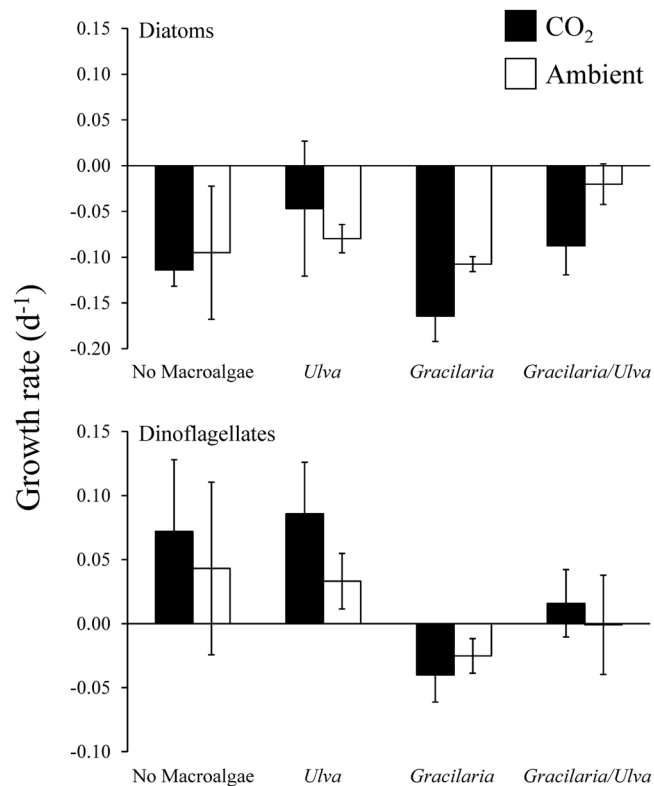 Diatoms
CO₂
Ambient
0.15
0.10
0.05
0.00
-0.05
-0.10
-0.15
-0.20
No Macroalgae Ulva Gracilaria Gracilaria/Ulva
Growth rate (d⁻¹)
Dinoflagellates
0.15
0.10
0.05
0.00
-0.05
-0.10
No Macroalgae Ulva Gracilaria Gracilaria/Ulva